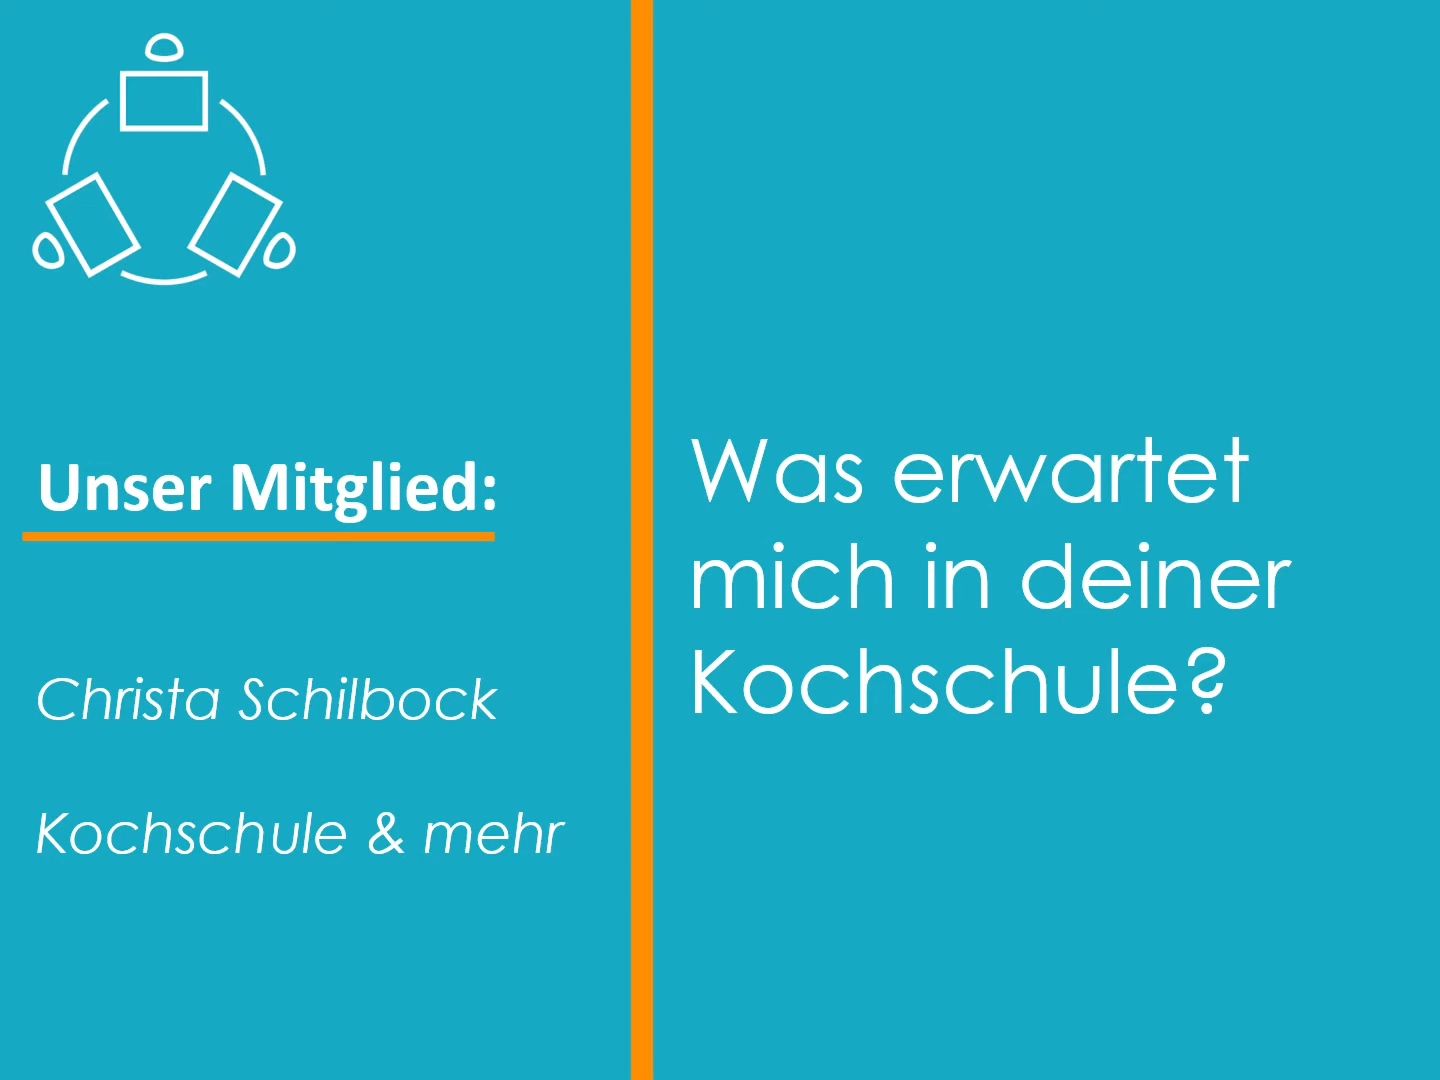 Unser Mitglied:
Christa Schilbock
Kochschule & mehr
Was erwartet
mich in deiner
Kochschule?